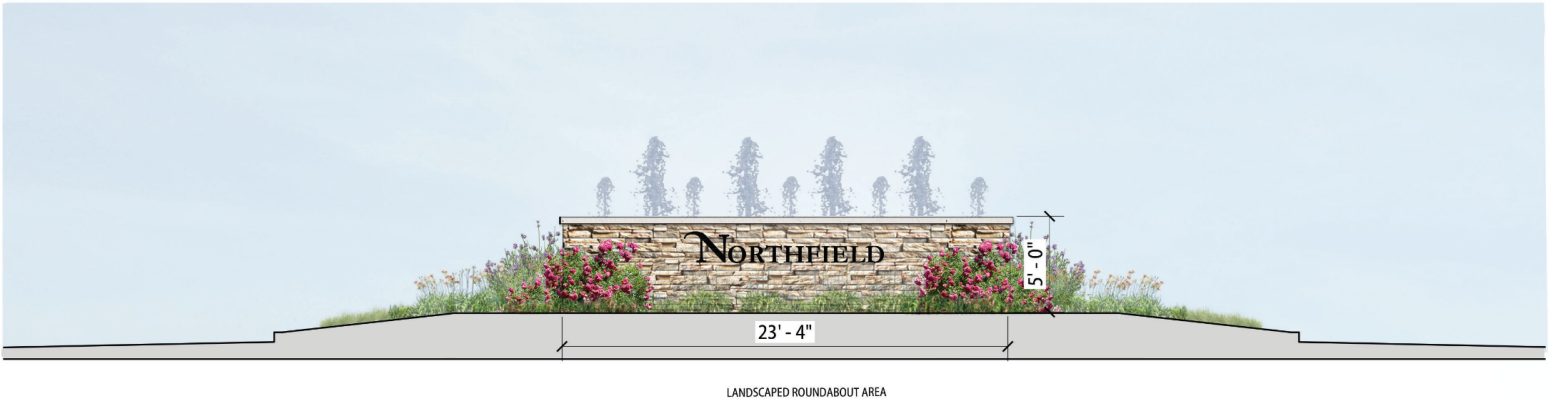 NORTHFIELD
5' - 0"
23' - 4"
LANDSCAPED ROUNDABOUT AREA